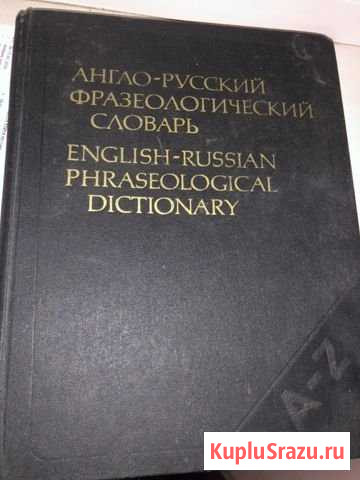 АНГЛО-РУССКИЙ
ФРАЗЕОЛОГИЧЕСКИЙ
СЛОВАРЬ
ENGLISH-RUSSIAN
PHRASEOLOGICAL
DICTIONARY
A-Z
KupluSrazu.ru